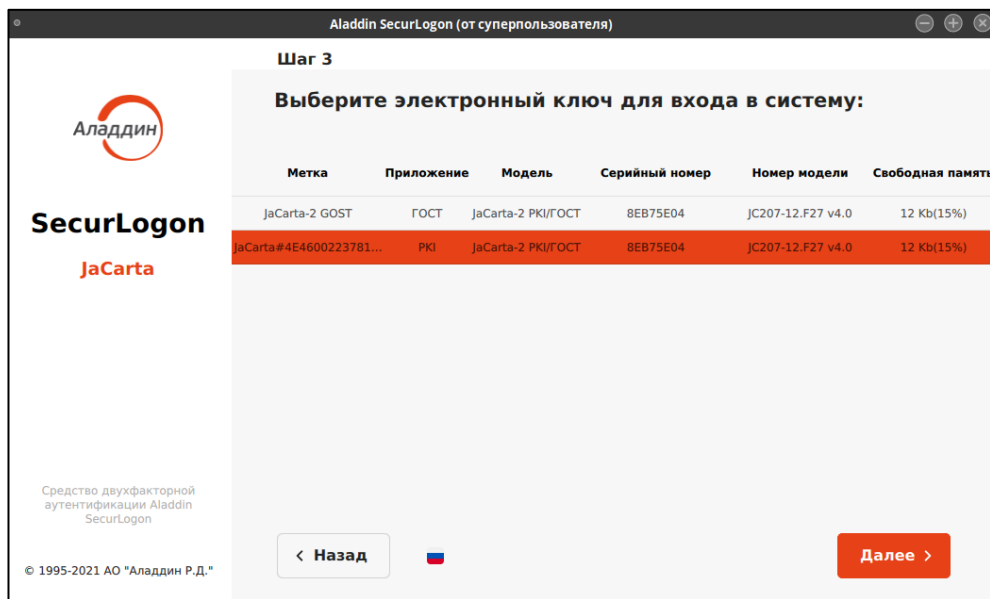 Aladdin SecurLogon (от суперпользователя)
Шаг 3
Выберите электронный ключ для входа в систему:
Аладдин
SecurLogon
JaCarta
Метка Приложение Модель Серийный номер Номер модели Свободная память
JaCarta-2 GOST ГОСТ JaCarta-2 PKI/ГОСТ 8EB75E04 JC207-12.F27 v4.0 12 Kb(15%)
JaCarta#4E4600223781... PKI JaCarta-2 PKI/ГОСТ 8EB75E04 JC207-12.F27 v4.0 12 Kb(15%)
Средство двухфакторной
аутентификации Aladdin
SecurLogon
© 1995-2021 АО "Аладдин Р.Д."
‹ Назад
Далее ›